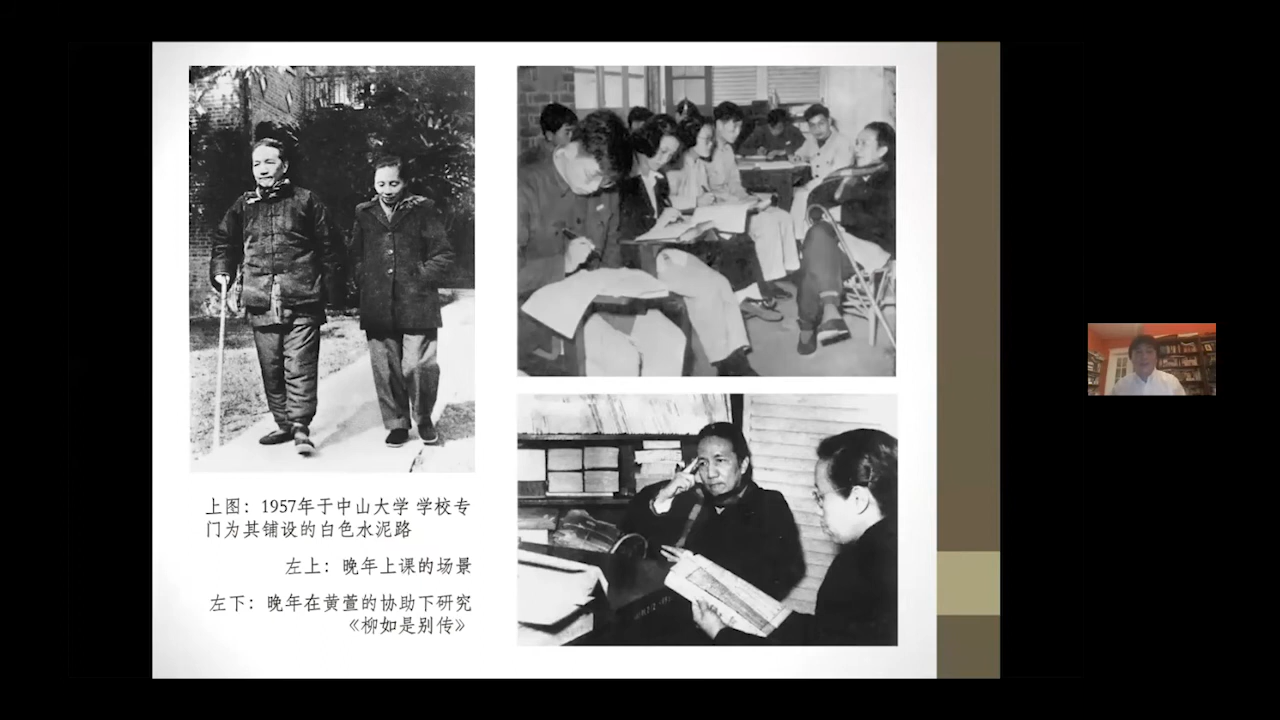 上图：1957年于中山大学 学校专
门为其铺设的白色水泥路
左上：晚年上课的场景
左下：晚年在黄萱的协助下研究
《柳如是别传》